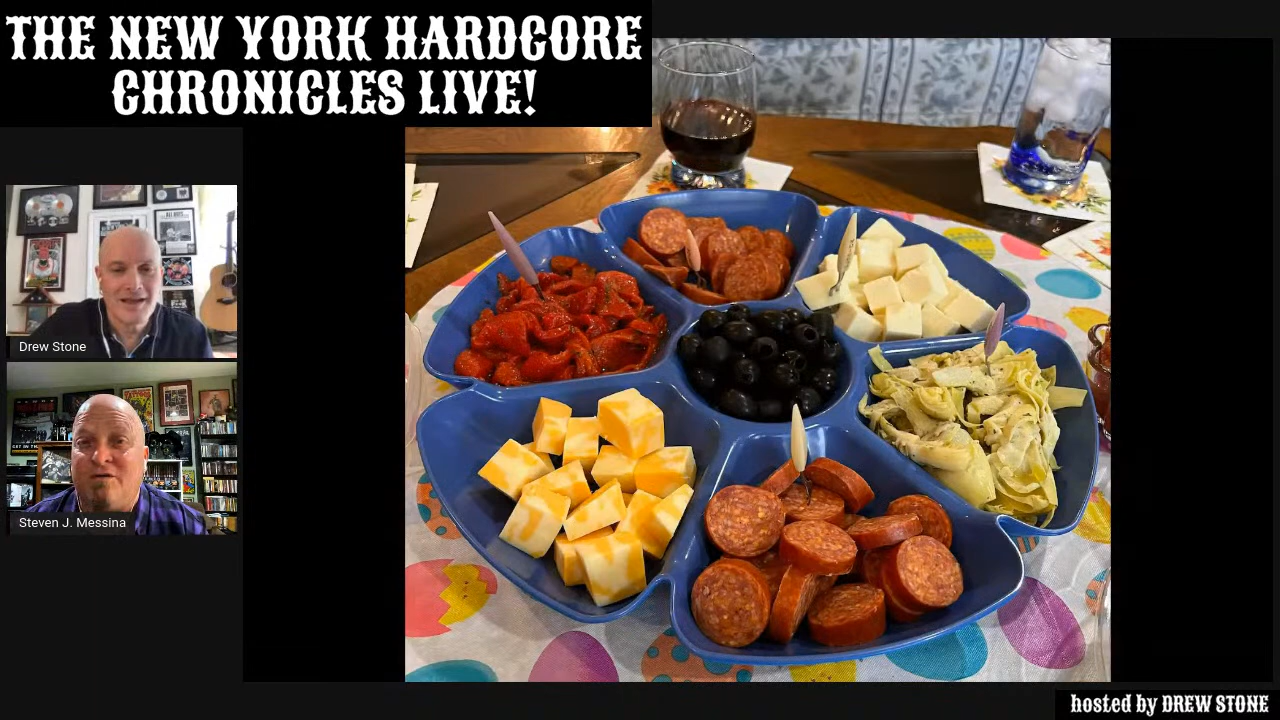 THE NEW YORK HARDCORE
CHRONICLES LIVE!
Drew Stone
Steven J. Messina
hosted by DREW STONE